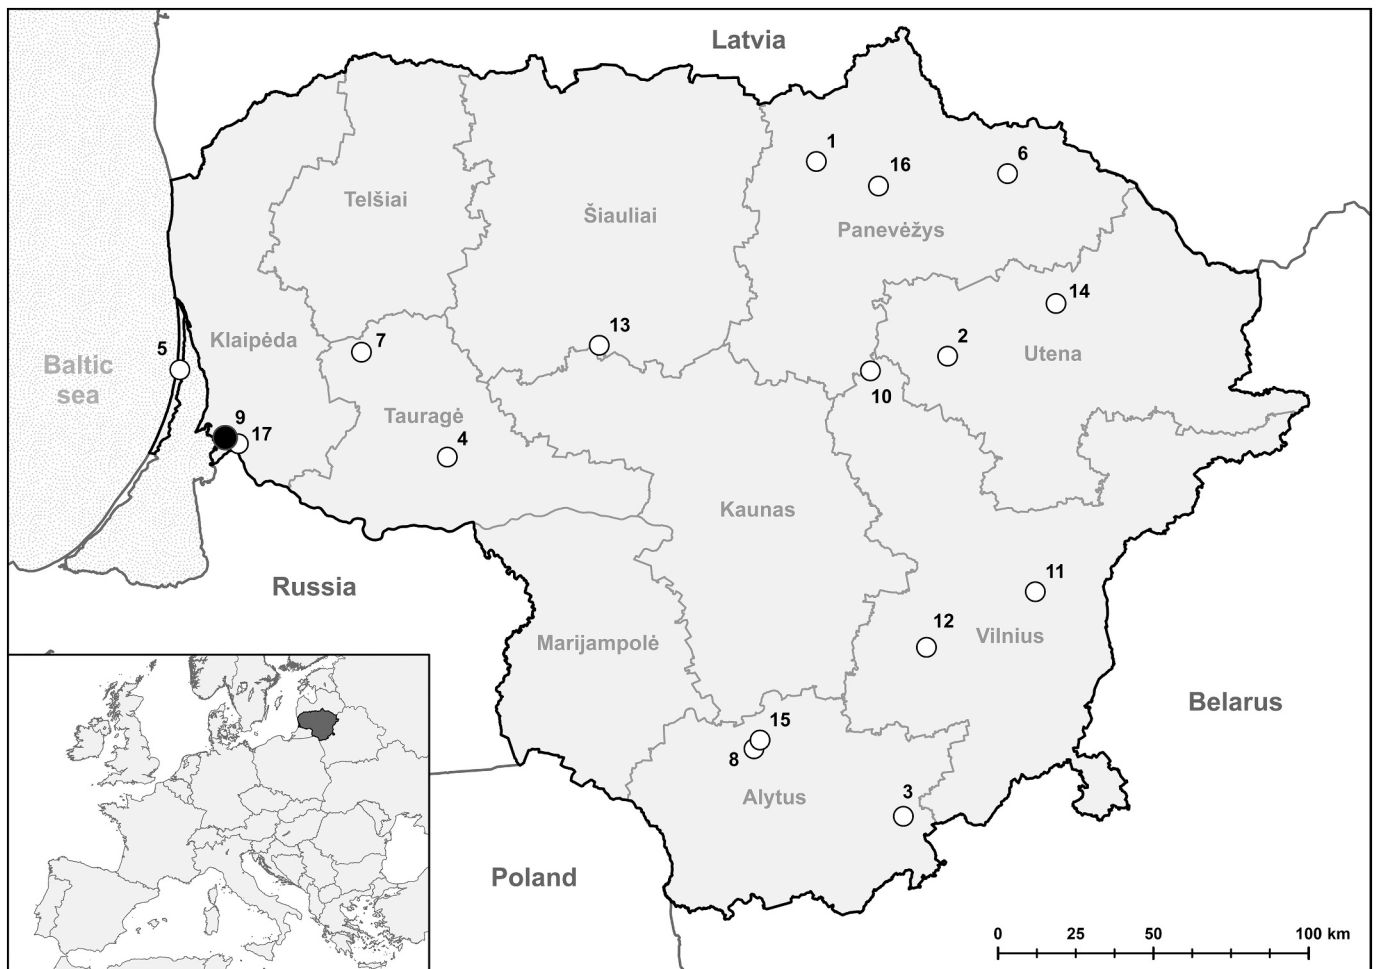 Latvia
1
16
6
Telšiai
Šiauliai
Panevėžys
14
Klaipėda
13
2
5
7
Utena
Baltic
sea
10
Tauragė
9
17
4
Kaunas
11
Russia
12
Vilnius
Marijampolė
Belarus
15
8
3
Alytus
Poland
0 25 50 100 km